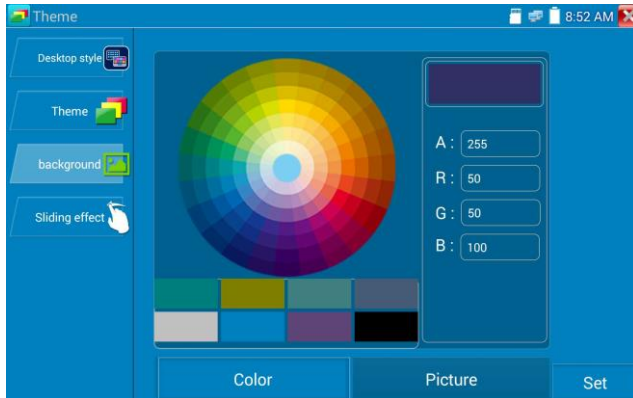 Theme
8:52 AM
Desktop style
Theme
background
Sliding effect
A : 255
R : 50
G : 50
B : 100
Color
Picture
Set